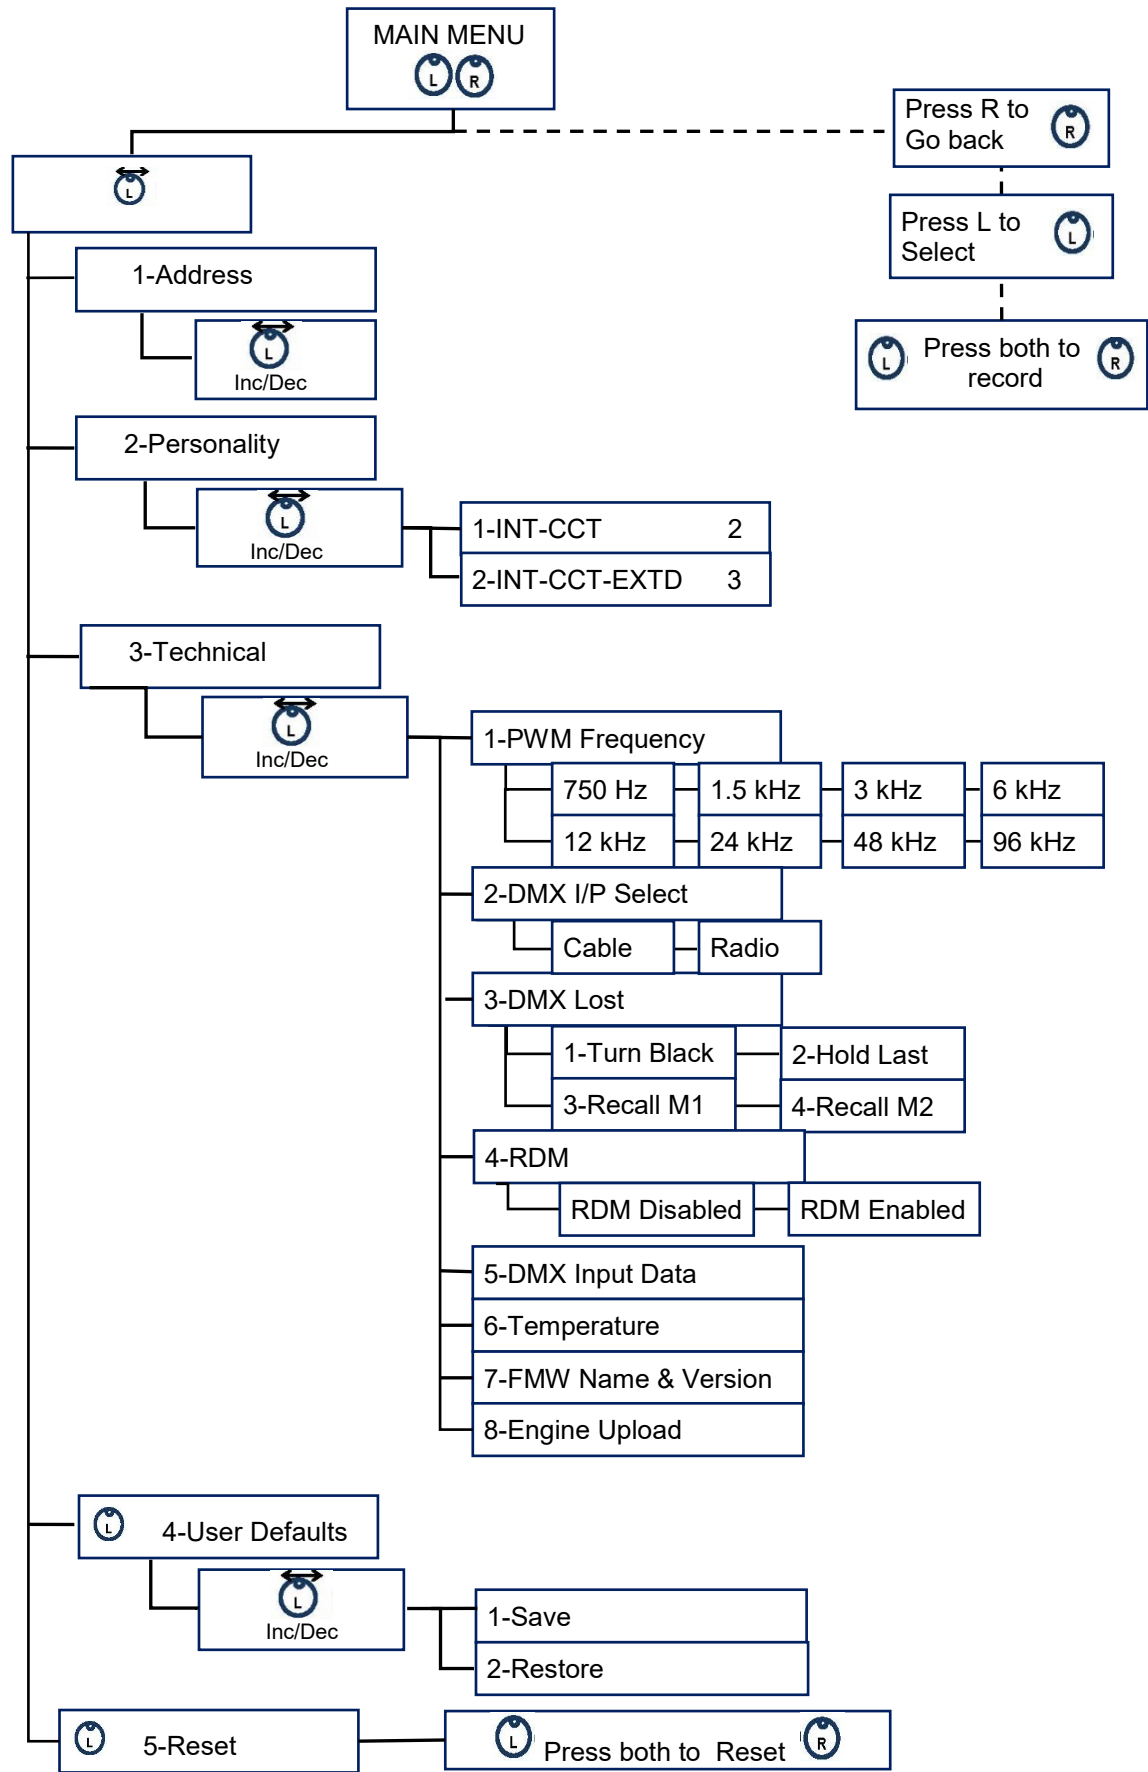 MAIN MENU
L R
Press R to
Go back
R
L
Press L to
Select
L
1-Address
L
Inc/Dec
L
Press both to
record
R
2-Personality
L
Inc/Dec
1-INT-CCT 2
2-INT-CCT-EXTD 3
3-Technical
L
Inc/Dec
1-PWM Frequency
750 Hz 1.5 kHz 3 kHz 6 kHz
12 kHz 24 kHz 48 kHz 96 kHz
2-DMX I/P Select
Cable Radio
3-DMX Lost
1-Turn Black 2-Hold Last
3-Recall M1 4-Recall M2
4-RDM
RDM Disabled RDM Enabled
5-DMX Input Data
6-Temperature
7-FMW Name & Version
8-Engine Upload
L 4-User Defaults
L
Inc/Dec
1-Save
2-Restore
L 5-Reset
L Press both to Reset R